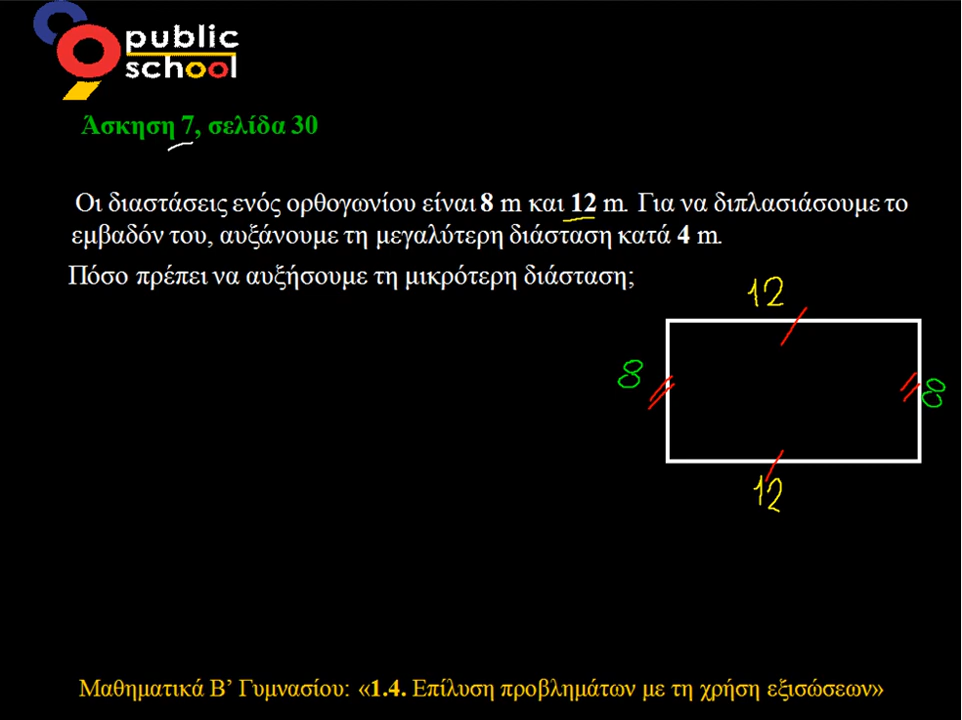 public
school
Άσκηση 7, σελίδα 30
Οι διαστάσεις ενός ορθογωνίου είναι 8 m και 12 m. Για να διπλασιάσουμε το
εμβαδόν του, αυξάνουμε τη μεγαλύτερη διάσταση κατά 4 m.
Πόσο πρέπει να αυξήσουμε τη μικρότερη διάσταση;
12
8
8
12
Μαθηματικά Β’ Γυμνασίου: «1.4. Επίλυση προβλημάτων με τη χρήση εξισώσεων»